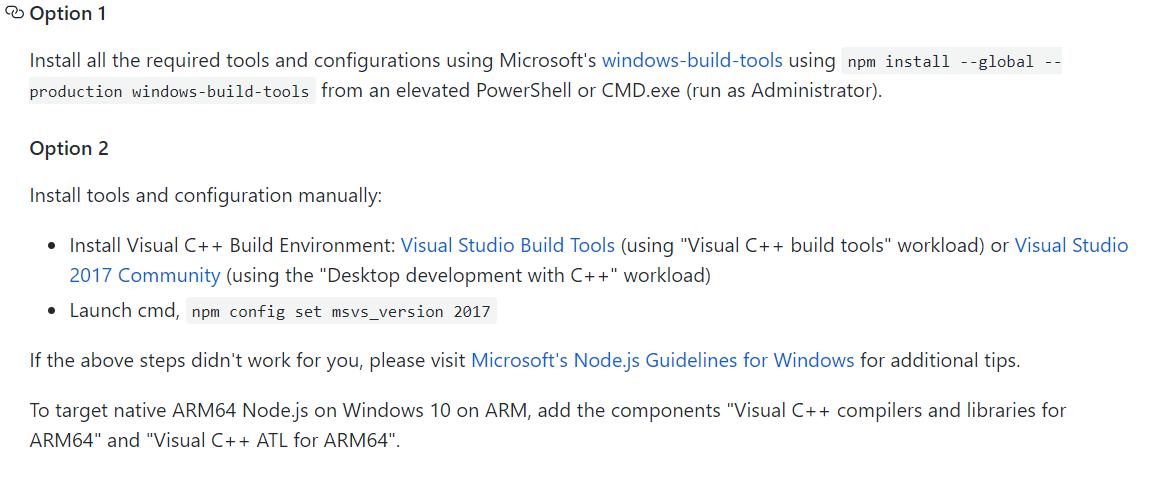 Option 1
Install all the required tools and configurations using Microsoft's windows-build-tools using npm install --global --
production windows-build-tools from an elevated PowerShell or CMD.exe (run as Administrator).
Option 2
Install tools and configuration manually:
• Install Visual C++ Build Environment: Visual Studio Build Tools (using "Visual C++ build tools" workload) or Visual Studio
2017 Community (using the "Desktop development with C++" workload)
• Launch cmd, npm config set msvs_version 2017
If the above steps didn't work for you, please visit Microsoft's Node.js Guidelines for Windows for additional tips.
To target native ARM64 Node.js on Windows 10 on ARM, add the components "Visual C++ compilers and libraries for
ARM64" and "Visual C++ ATL for ARM64".